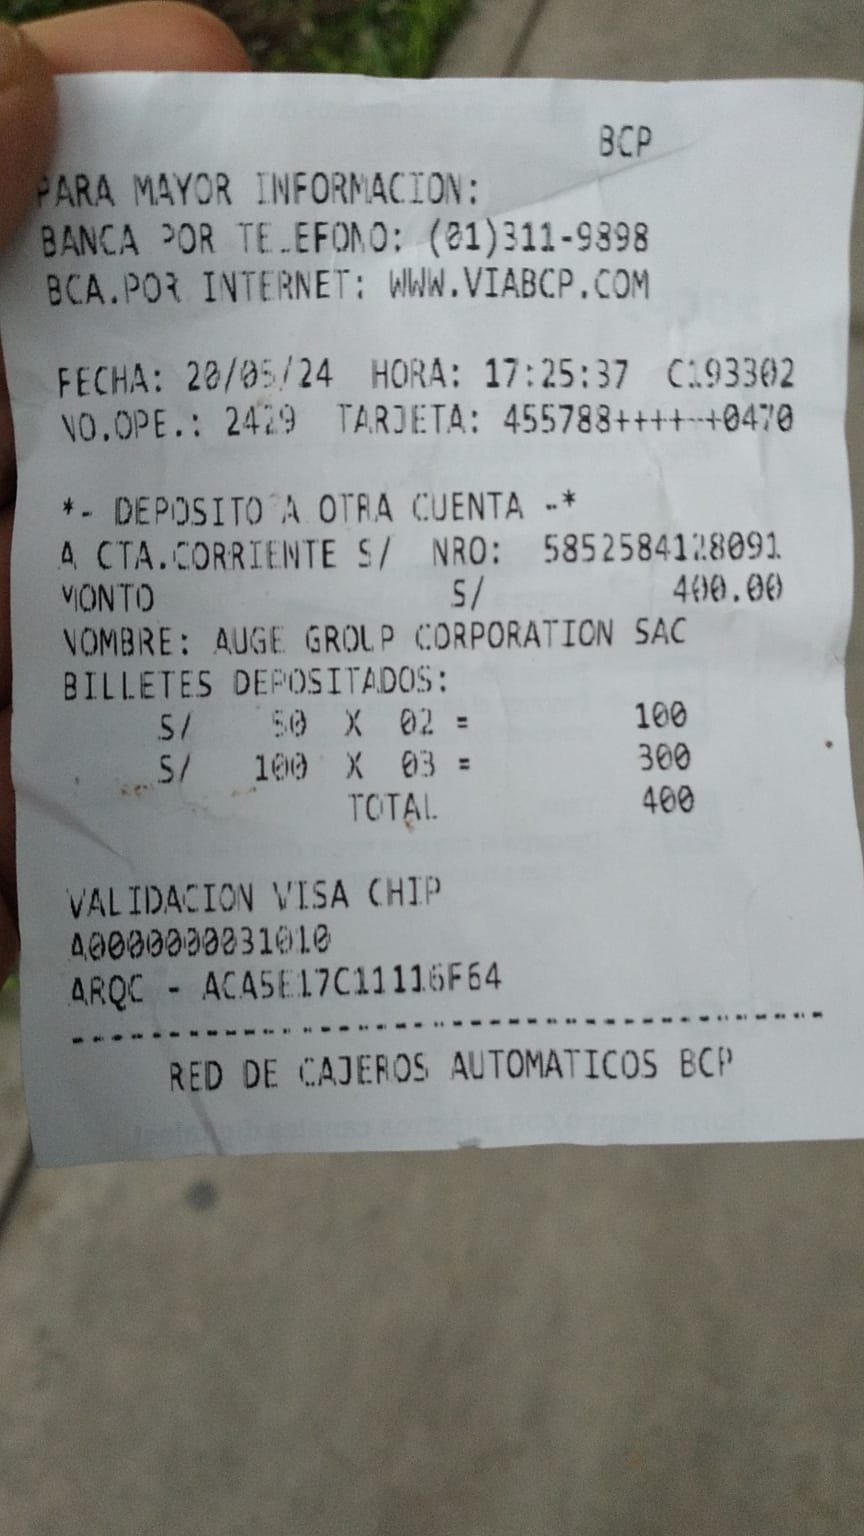 BCP
PARA MAYOR INFORMACION:
BANCA POR TELEFONO: (01)311-9898
BCA.POR INTERNET: WWW.VIABCP.COM
FECHA: 20/05/24 HORA: 17:25:37 C193302
NO.OPE.: 2429 TARJETA: 455788++++++0470
*- DEPOSITO A OTRA CUENTA -*
A CTA.CORRIENTE S/ NRO: 5852584128091
MONTO S/ 400.00
NOMBRE: AUGE GROUP CORPORATION SAC
BILLETES DEPOSITADOS:
S/ 50 X 02 = 100
S/ 100 X 03 = 300
TOTAL 400
VALIDACION VISA CHIP
A0000000031010
ARQC - ACA5E17C11116F64
RED DE CAJEROS AUTOMATICOS BCP